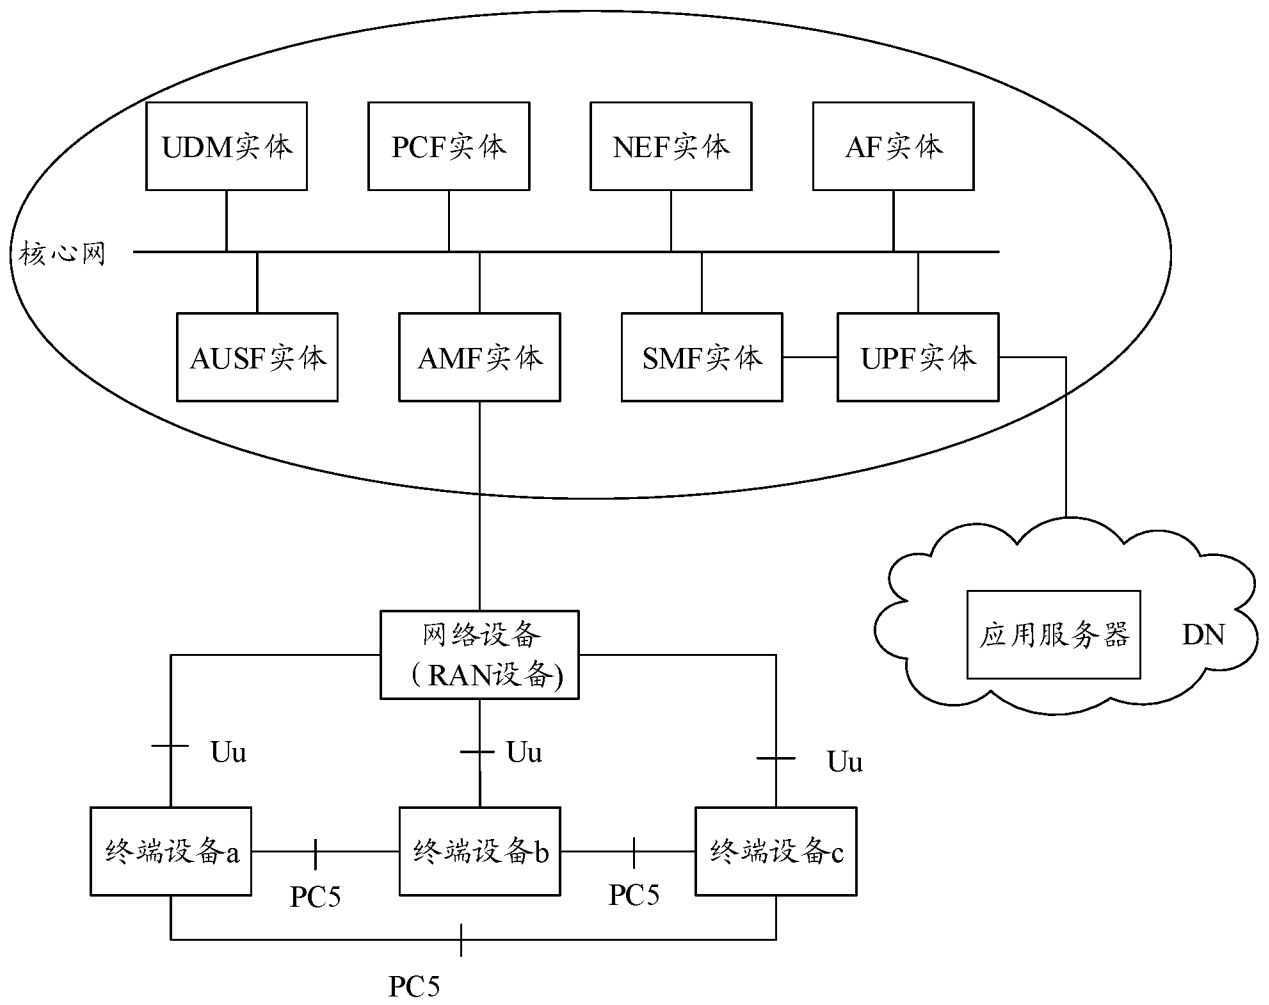 UDM实体
PCF实体
NEF实体
AF实体
核心网
AUSF实体
AMF实体
SMF实体
UPF实体
网络设备
（RAN设备)
应用服务器
DN
Uu
Uu
Uu
终端设备a
终端设备b
终端设备c
PC5
PC5
PC5